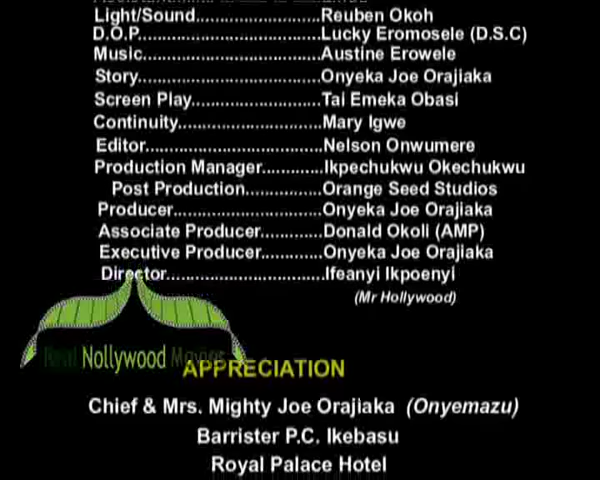 Light/Sound......................Reuben Okoh
D.O.P................................Lucky Eromosele (D.S.C)
Music................................Austine Erowele
Story.................................Onyeka Joe Orajiaka
Screen Play.......................Tai Emeka Obasi
Continuity.........................Mary Igwe
Editor................................Nelson Onwumere
Production Manager...........Ikpechukwu Okechukwu
Post Production.............Orange Seed Studios
Producer...........................Onyeka Joe Orajiaka
Associate Producer...........Donald Okoli (AMP)
Executive Producer...........Onyeka Joe Orajiaka
Director.............................Ifeanyi Ikpoenyi
(Mr Hollywood)
Real Nollywood Movies
APPRECIATION
Chief & Mrs. Mighty Joe Orajiaka (Onyemazu)
Barrister P.C. Ikebasu
Royal Palace Hotel